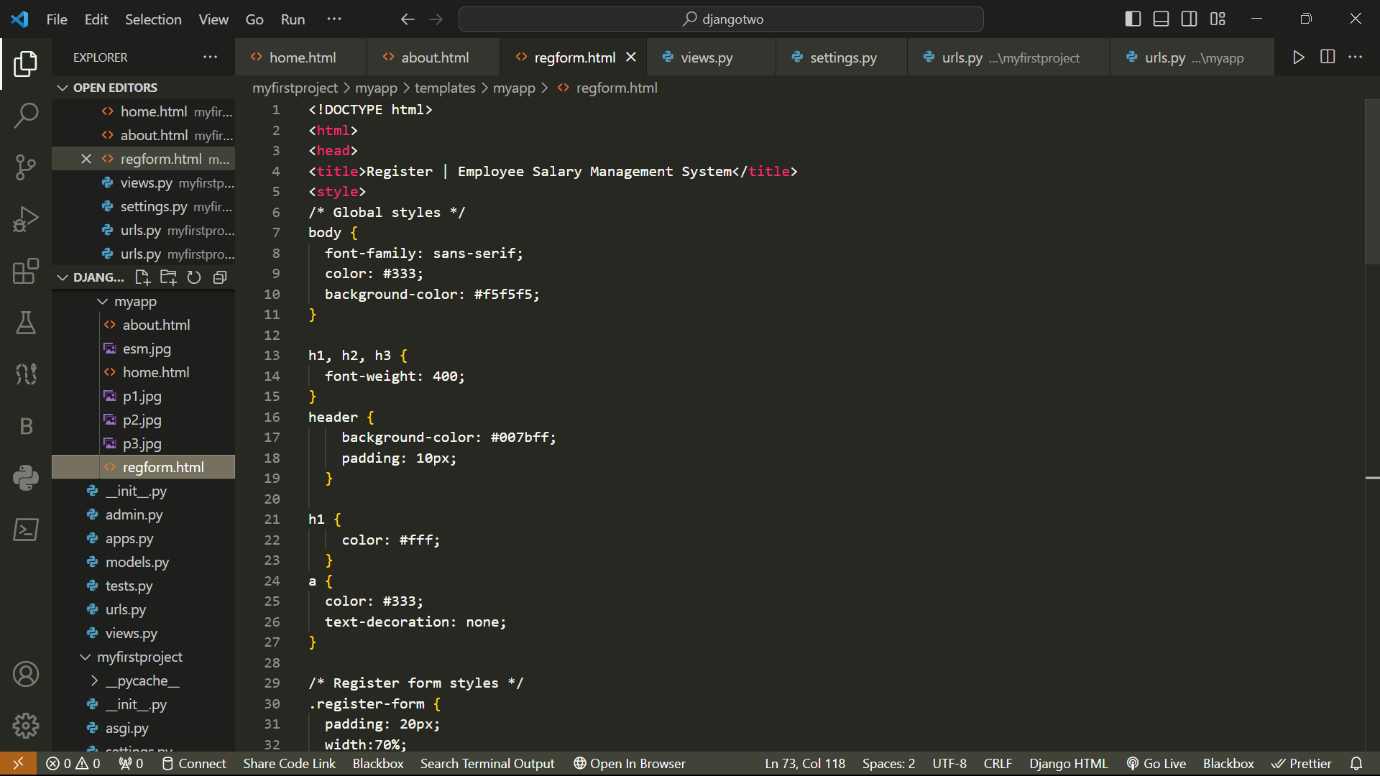 File Edit Selection View Go Run ··· djangotwo
EXPLORER ···
home.html about.html regform.html views.py settings.py urls.py ...\myfirstproject urls.py ...\myapp ···
OPEN EDITORS
home.html myfir...
about.html myfir...
regform.html m...
views.py myfirstp...
settings.py myfir...
urls.py myfirstpro...
urls.py myfirstpro...
DJANG...
myapp
about.html
esm.jpg
home.html
p1.jpg
p2.jpg
p3.jpg
regform.html
__init__.py
admin.py
apps.py
models.py
tests.py
urls.py
views.py
myfirstproject
__pycache__
__init__.py
asgi.py
settings.py
myfirstproject > myapp > templates > myapp > regform.html
1 <!DOCTYPE html>
2 <html>
3 <head>
4 <title>Register | Employee Salary Management System</title>
5 <style>
6 /* Global styles */
7 body {
8 font-family: sans-serif;
9 color: #333;
10 background-color: #f5f5f5;
11 }
12
13 h1, h2, h3 {
14 font-weight: 400;
15 }
16 header {
17 background-color: #007bff;
18 padding: 10px;
19 }
20
21 h1 {
22 color: #fff;
23 }
24 a {
25 color: #333;
26 text-decoration: none;
27 }
28
29 /* Register form styles */
30 .register-form {
31 padding: 20px;
32 width:70%;
0 0 0 Connect Share Code Link Blackbox Search Terminal Output Open In Browser Ln 73, Col 118 Spaces: 2 UTF-8 CRLF Django HTML Go Live Blackbox Prettier